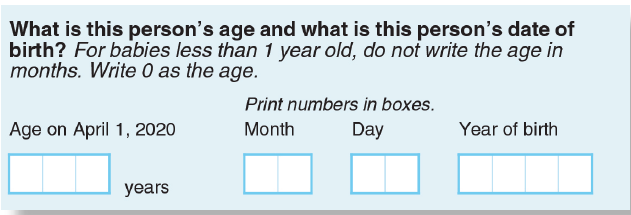 What is this person’s age and what is this person’s date of
birth? For babies less than 1 year old, do not write the age in
months. Write 0 as the age.
Print numbers in boxes.
Age on April 1, 2020 Month Day Year of birth
years